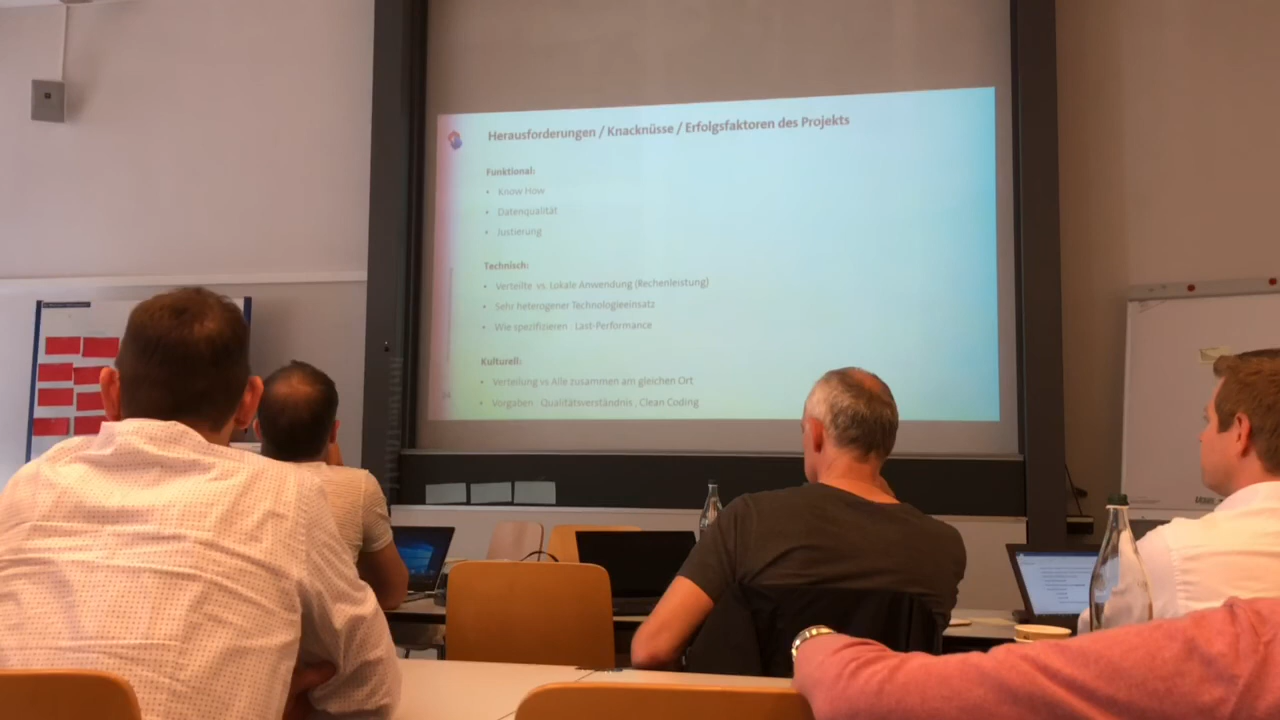 Herausforderungen / Knacknüsse / Erfolgsfaktoren des Projekts
Funktional:
• Know How
• Datenqualität
• Justierung
Technisch:
• Verteilte vs. Lokale Anwendung (Rechenleistung)
• Sehr heterogener Technologieeinsatz
• Wie spezifizieren : Last-Performance
Kulturell:
• Verteilung vs Alle zusammen am gleichen Ort
• Vorgaben : Qualitätsverständnis , Clean Coding